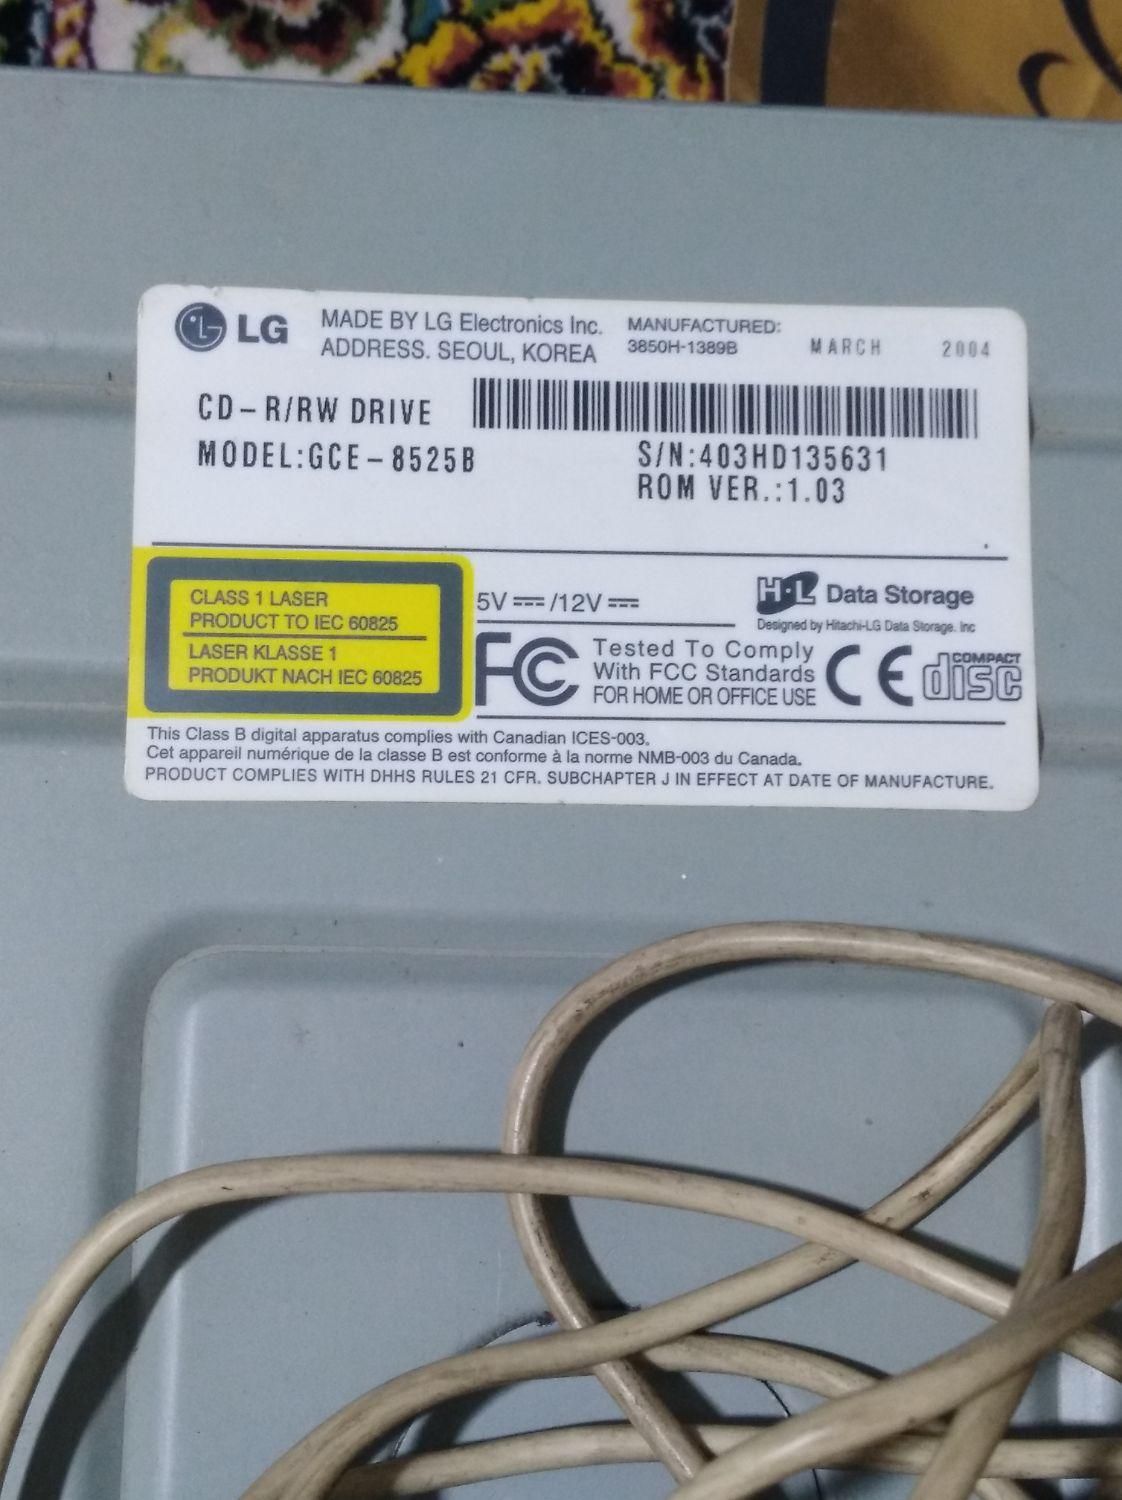 LG
MADE BY LG Electronics Inc.
ADDRESS. SEOUL, KOREA
MANUFACTURED:
3850H-1389B MARCH 2004
CD-R/RW DRIVE
MODEL:GCE-8525B
S/N:403HD135631
ROM VER.:1.03
CLASS 1 LASER
PRODUCT TO IEC 60825
LASER KLASSE 1
PRODUKT NACH IEC 60825
5V /12V
H·L Data Storage
Designed by Hitachi-LG Data Storage. Inc
FC
Tested To Comply
With FCC Standards
FOR HOME OR OFFICE USE
CE
COMPACT
disc
This Class B digital apparatus complies with Canadian ICES-003.
Cet appareil numérique de la classe B est conforme à la norme NMB-003 du Canada.
PRODUCT COMPLIES WITH DHHS RULES 21 CFR. SUBCHAPTER J IN EFFECT AT DATE OF MANUFACTURE.